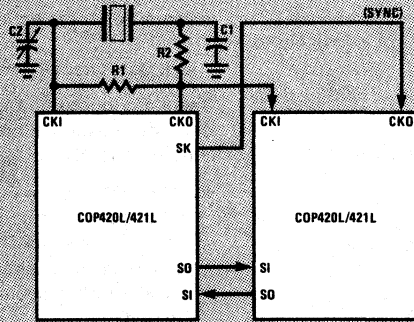 (SYNC)
C2
C1
R2
R1
CKI CKO CKI CKO
SK
COP420L/421L COP420L/421L
SO SI
SI SO